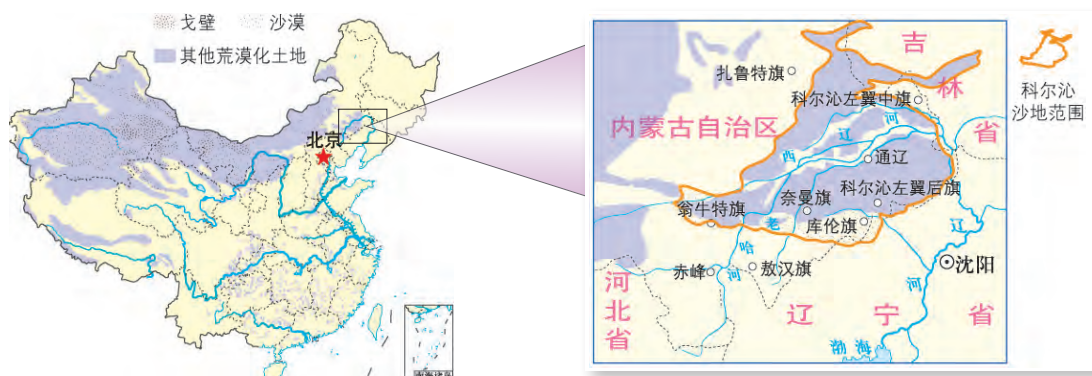 戈壁
沙漠
其他荒漠化土地
北京
南海诸岛
吉
林
省
扎鲁特旗
科尔沁左翼中旗
内蒙古自治区
西
辽
河
通辽
科尔沁左翼后旗
奈曼旗
翁牛特旗
库伦旗
老
哈
河
赤峰
敖汉旗
辽
河
沈阳
河
北
省
辽
宁
省
渤海
科尔沁
沙地范围